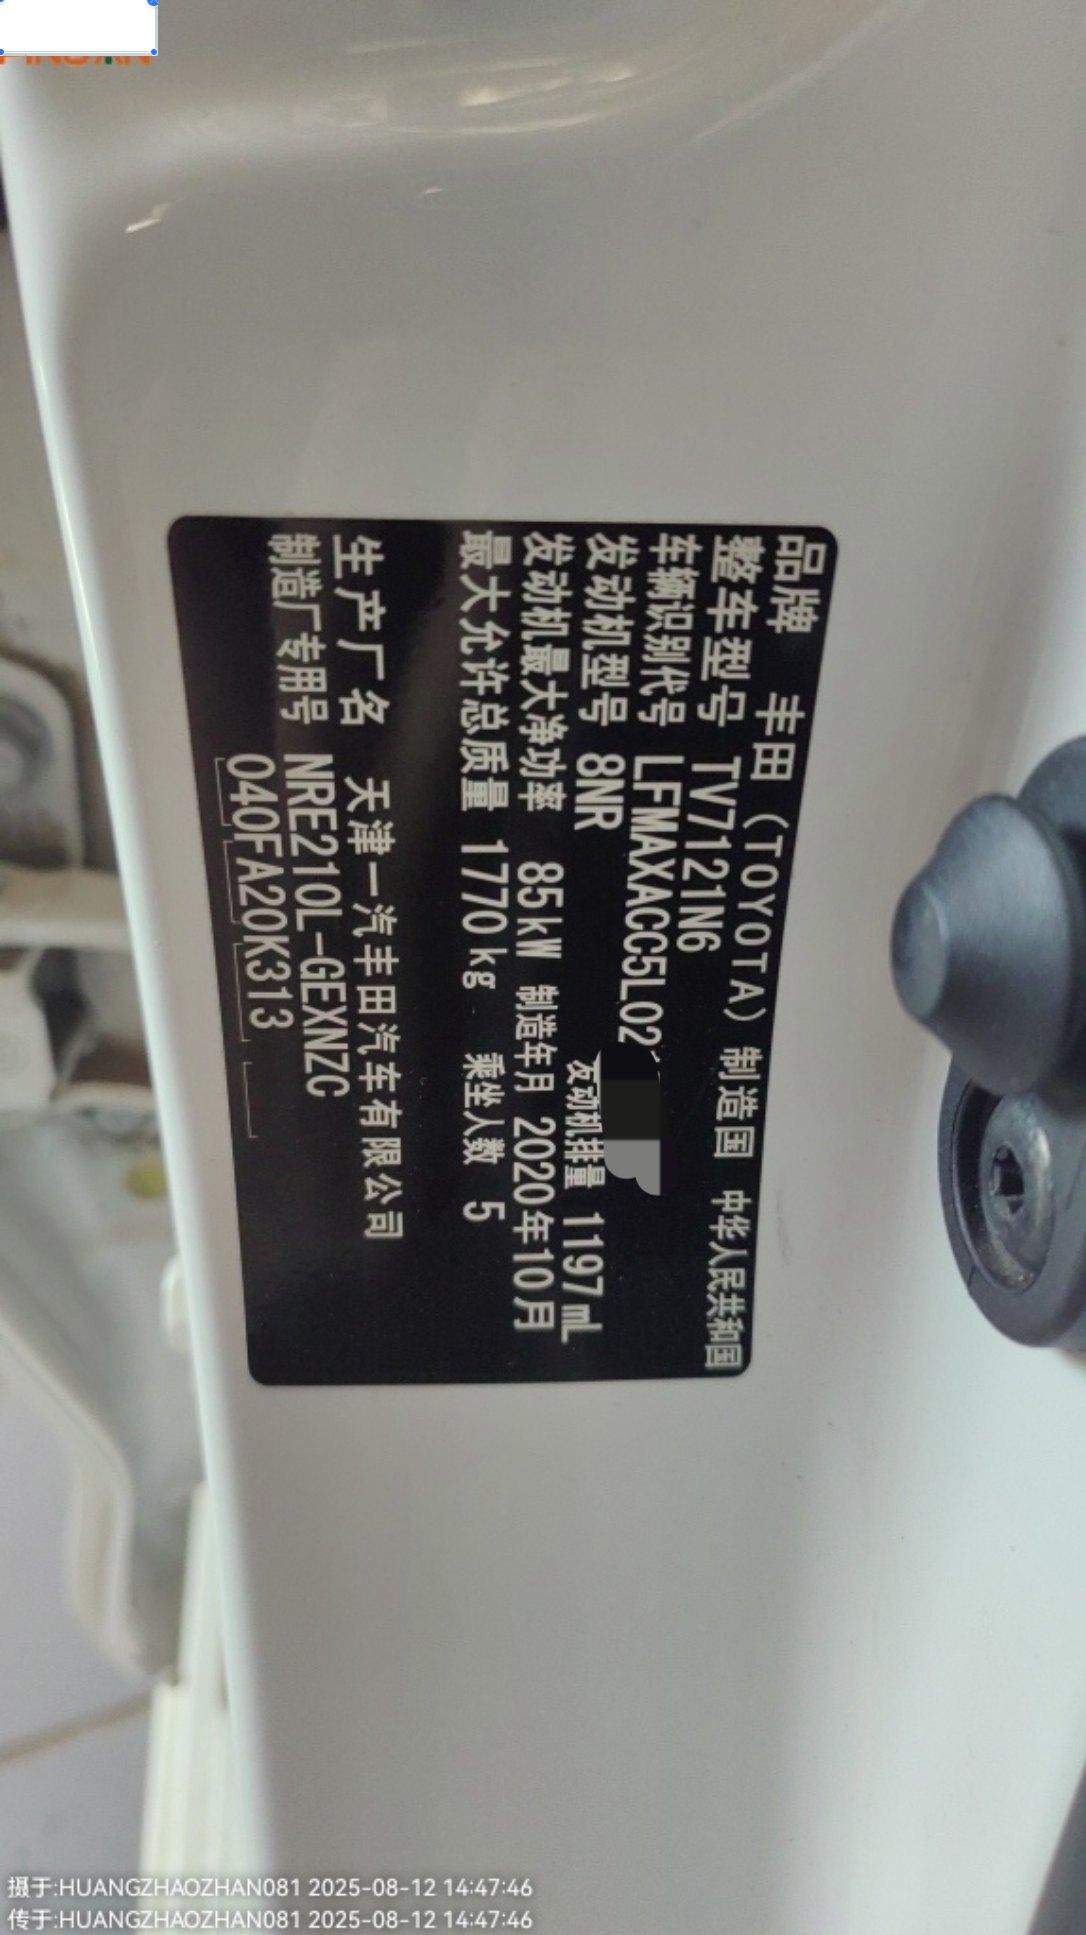 品牌 丰田（TOYOTA）制造国 中华人民共和国
整车型号 TV7121N6
车辆识别代号 LFMAXACC5L02
发动机型号 8NR 发动机排量 1197 mL
发动机最大净功率 85kW 制造年月 2020年10月
最大允许总质量 1770kg 乘坐人数 5
生产厂名 天津一汽丰田汽车有限公司
制造厂专用号 NRE210L-GEXNZC
040FA20K313
摄于:HUANGZHAOZHAN081 2025-08-12 14:47:46
传于:HUANGZHAOZHAN081 2025-08-12 14:47:46